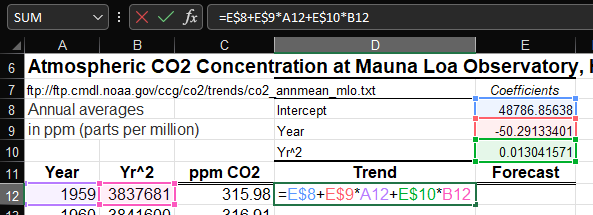 SUM fx =E$8+E$9*A12+E$10*B12
A B C D E
6 Atmospheric CO2 Concentration at Mauna Loa Observatory,
7 ftp://ftp.cmdl.noaa.gov/ccg/co2/trends/co2_annmean_mlo.txt Coefficients
8 Annual averages Intercept 48786.85638
9 in ppm (parts per million) Year -50.29133401
10 Yr^2 0.013041571
11 Year Yr^2 ppm CO2 Trend Forecast
12 1959 3837681 315.98 =E$8+E$9*A12+E$10*B12
1960 3841600 316.91